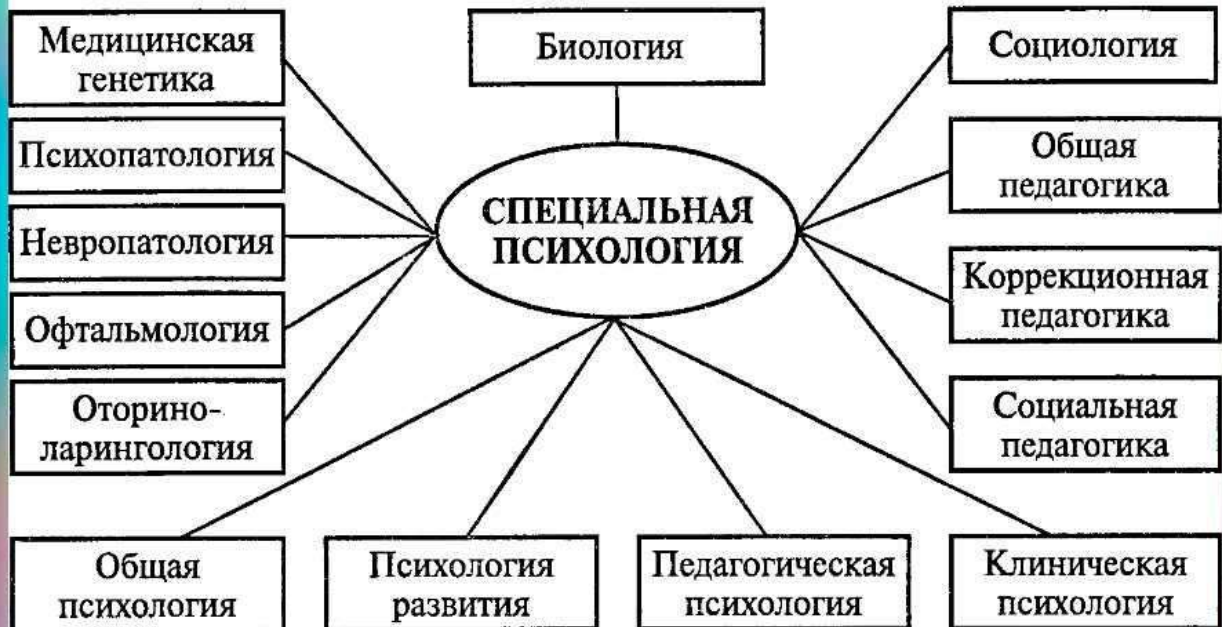 Медицинская
генетика
Биология
Социология
Психопатология
Общая
педагогика
СПЕЦИАЛЬНАЯ
ПСИХОЛОГИЯ
Невропатология
Коррекционная
педагогика
Офтальмология
Оторино-
ларингология
Социальная
педагогика
Общая
психология
Психология
развития
Педагогическая
психология
Клиническая
психология